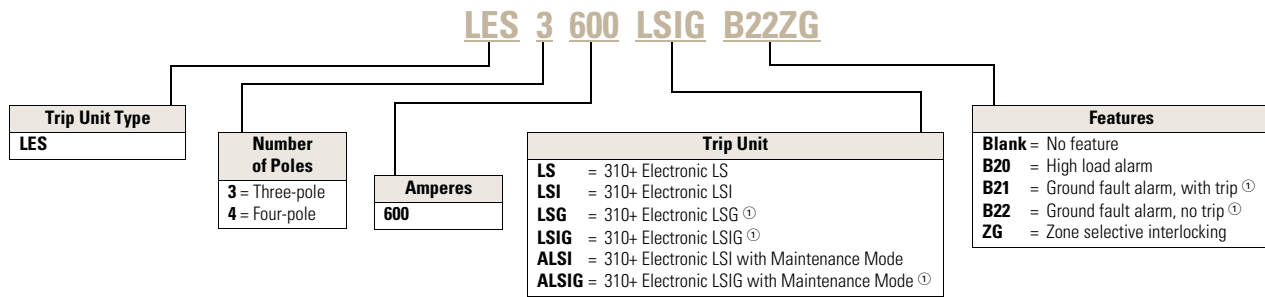 LES 3 600 LSIG B22ZG
Trip Unit Type
LES
Number
of Poles
3 = Three-pole
4 = Four-pole
Amperes
600
Trip Unit
LS = 310+ Electronic LS
LSI = 310+ Electronic LSI
LSG = 310+ Electronic LSG ①
LSIG = 310+ Electronic LSIG ①
ALSI = 310+ Electronic LSI with Maintenance Mode
ALSIG = 310+ Electronic LSIG with Maintenance Mode ①
Features
Blank = No feature
B20 = High load alarm
B21 = Ground fault alarm, with trip ①
B22 = Ground fault alarm, no trip ①
ZG = Zone selective interlocking